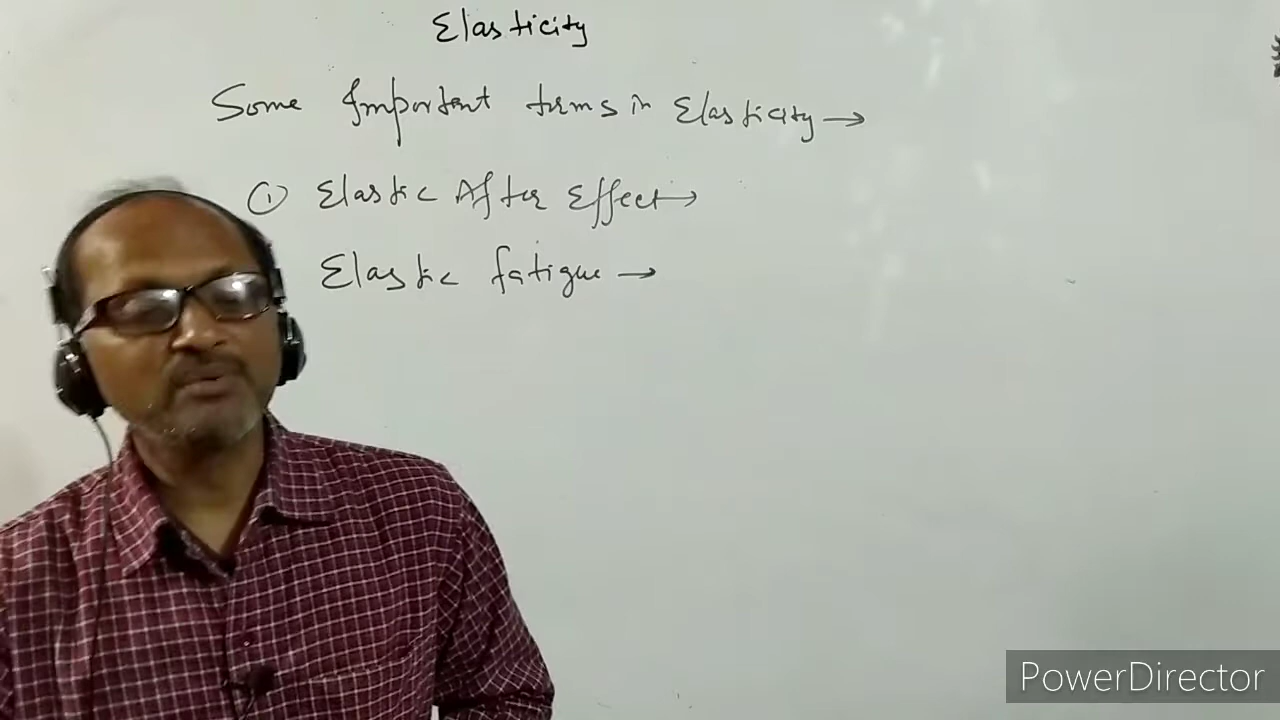 Elasticity
Some Important terms in Elasticity →
① Elastic After Effect →
Elastic fatigue →
PowerDirector